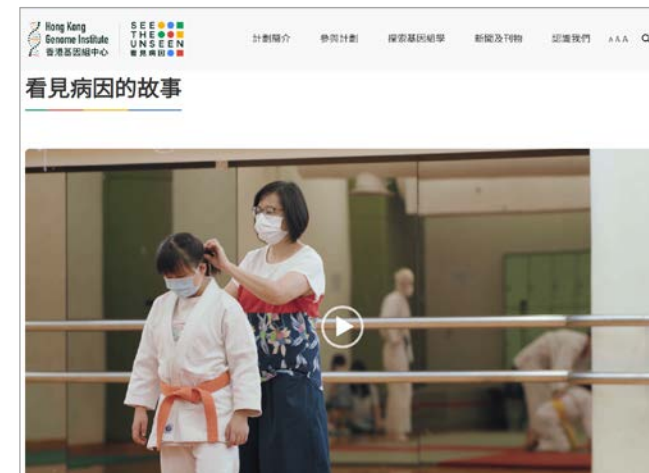 Hong Kong
Genome Institute
香港基因組中心
SEE
THE
UNSEEN
看見病因
計劃簡介
參與計劃
探索基因組學
新聞及刊物
認識我們
A A A
看見病因的故事